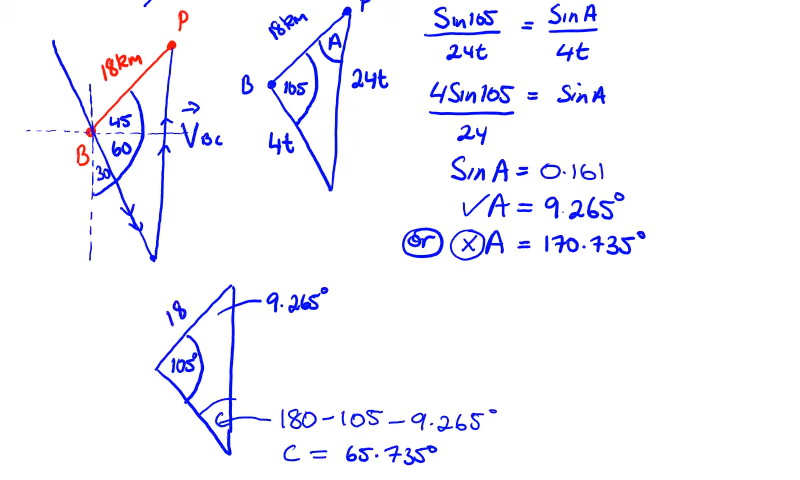 P
18km
45
60
B
30
V BC
P
18km
A
B
105
24t
4t
Sin105 / 24t = SinA / 4t
4Sin105 / 24 = SinA
SinA = 0.161
✓A = 9.265°
or ×A = 170.735°
18
9.265°
105°
C
180-105-9.265°
C = 65.735°